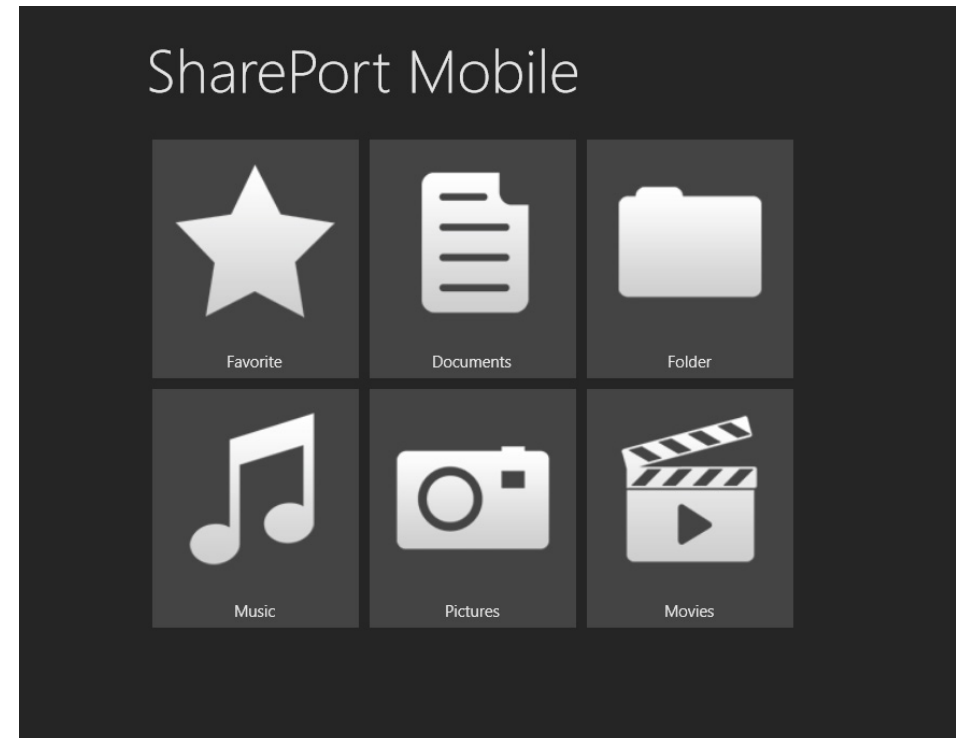 SharePort Mobile
Favorite
Documents
Folder
Music
Pictures
Movies